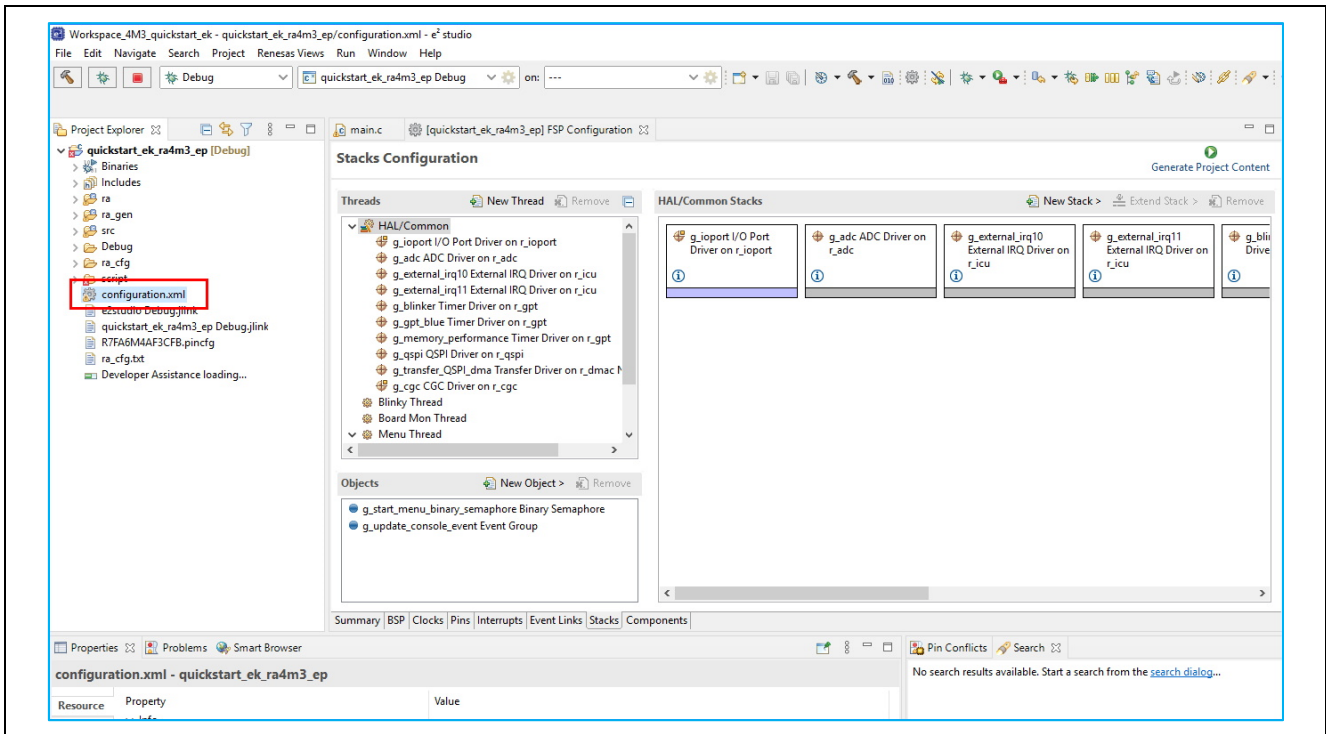 Workspace_4M3_quickstart_ek - quickstart_ek_ra4m3_ep/configuration.xml - e² studio
File Edit Navigate Search Project Renesas Views Run Window Help
Debug quickstart_ek_ra4m3_ep Debug on: ---
Project Explorer
main.c [quickstart_ek_ra4m3_ep] FSP Configuration
quickstart_ek_ra4m3_ep [Debug]
Binaries
Includes
ra
ra_gen
src
Debug
ra_cfg
script
configuration.xml
e2studio Debug.jlink
quickstart_ek_ra4m3_ep Debug.jlink
R7FA6M4AF3CFB.pincfg
ra_cfg.txt
Developer Assistance loading...
Stacks Configuration
Generate Project Content
Threads New Thread Remove
HAL/Common
g_ioport I/O Port Driver on r_ioport
g_adc ADC Driver on r_adc
g_external_irq10 External IRQ Driver on r_icu
g_external_irq11 External IRQ Driver on r_icu
g_blinker Timer Driver on r_gpt
g_gpt_blue Timer Driver on r_gpt
g_memory_performance Timer Driver on r_gpt
g_qspi QSPI Driver on r_qspi
g_transfer_QSPI_dma Transfer Driver on r_dmac
g_cgc CGC Driver on r_cgc
Blinky Thread
Board Mon Thread
Menu Thread
Objects New Object > Remove
g_start_menu_binary_semaphore Binary Semaphore
g_update_console_event Event Group
HAL/Common Stacks New Stack > Extend Stack > Remove
g_ioport I/O Port
Driver on r_ioport
g_adc ADC Driver on
r_adc
g_external_irq10
External IRQ Driver on
r_icu
g_external_irq11
External IRQ Driver on
r_icu
g_blin
Drive
Summary BSP Clocks Pins Interrupts Event Links Stacks Components
Properties Problems Smart Browser
configuration.xml - quickstart_ek_ra4m3_ep
Resource Property Value
Pin Conflicts Search
No search results available. Start a search from the search dialog...